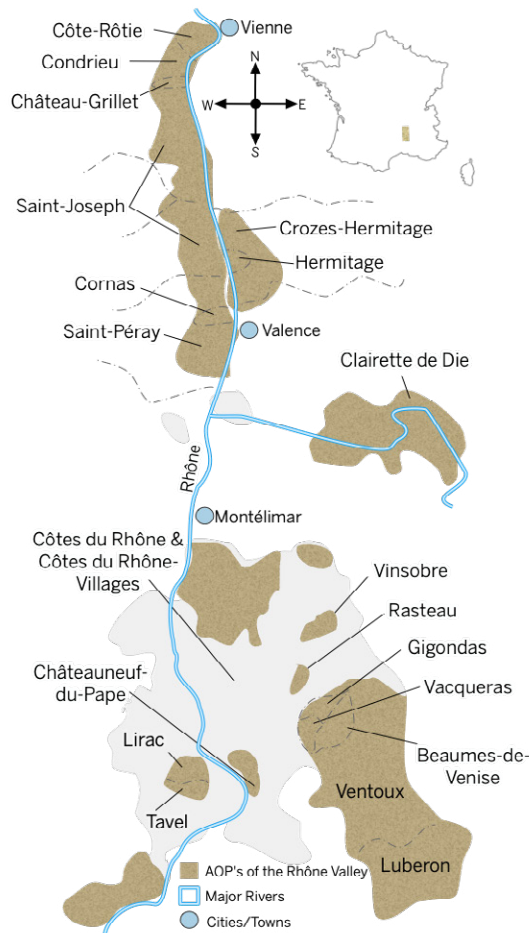 Côte-Rôtie
Vienne
Condrieu
Château-Grillet
N
W
E
S
Saint-Joseph
Crozes-Hermitage
Hermitage
Cornas
Saint-Péray
Valence
Clairette de Die
Rhône
Montélimar
Côtes du Rhône &
Côtes du Rhône-
Villages
Vinsobre
Rasteau
Gigondas
Vacqueras
Châteauneuf-
du-Pape
Lirac
Beaumes-de-
Venise
Ventoux
Tavel
Luberon
AOP's of the Rhône Valley
Major Rivers
Cities/Towns